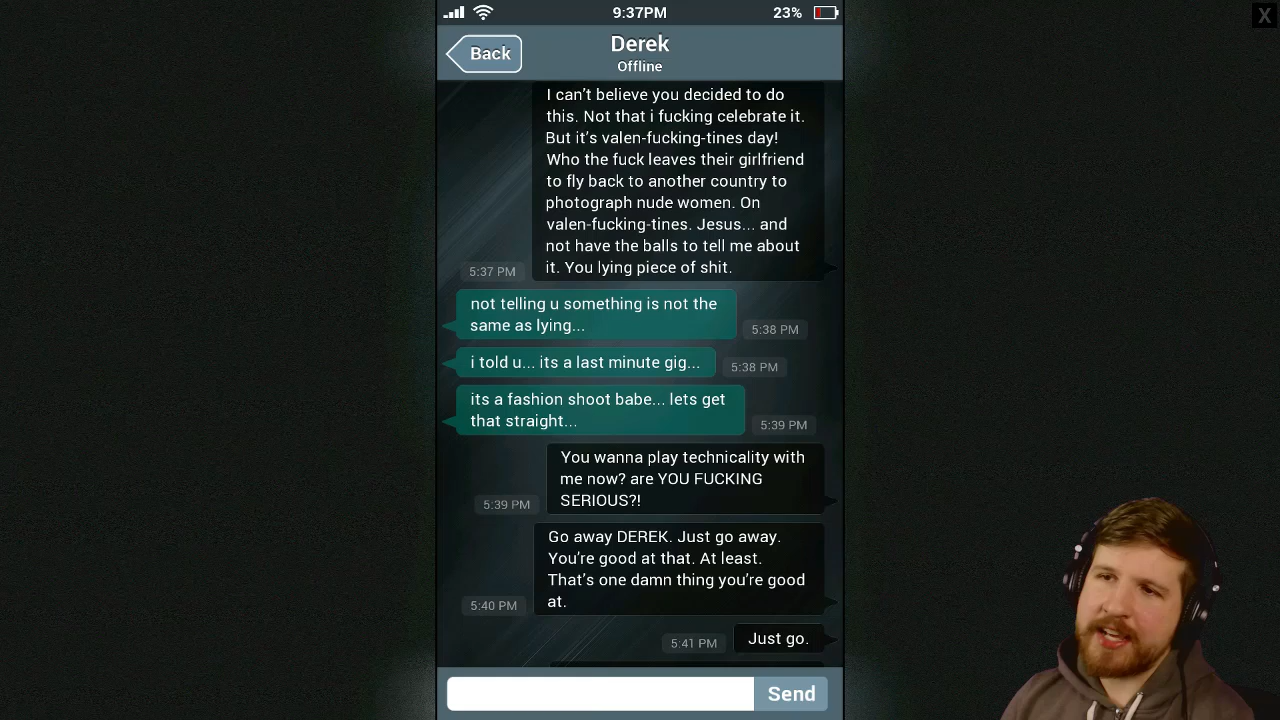 9:37PM
23%
X
Back
Derek
Offline
I can't believe you decided to do
this. Not that i fucking celebrate it.
But it's valen-fucking-tines day!
Who the fuck leaves their girlfriend
to fly back to another country to
photograph nude women. On
valen-fucking-tines. Jesus... and
not have the balls to tell me about
it. You lying piece of shit.
5:37 PM
not telling u something is not the
same as lying...
5:38 PM
i told u... its a last minute gig...
5:38 PM
its a fashion shoot babe... lets get
that straight...
5:39 PM
You wanna play technicality with
me now? are YOU FUCKING
SERIOUS?!
5:39 PM
Go away DEREK. Just go away.
You're good at that. At least.
That's one damn thing you're good
at.
5:40 PM
Just go.
5:41 PM
Send